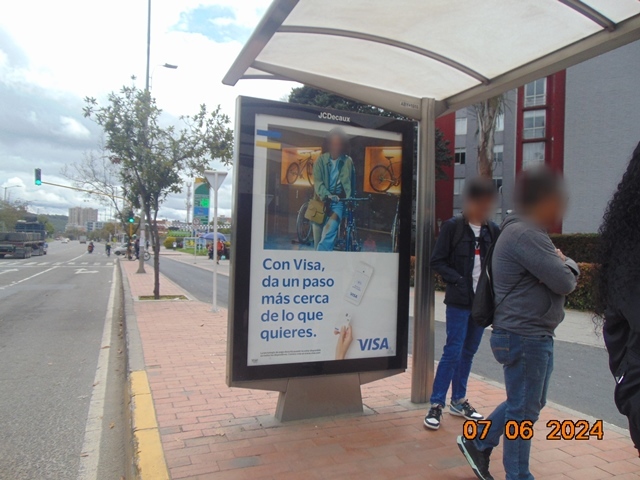 JCDecaux
Con Visa,
da un paso
más cerca
de lo que
quieres.
VISA
07 06 2024